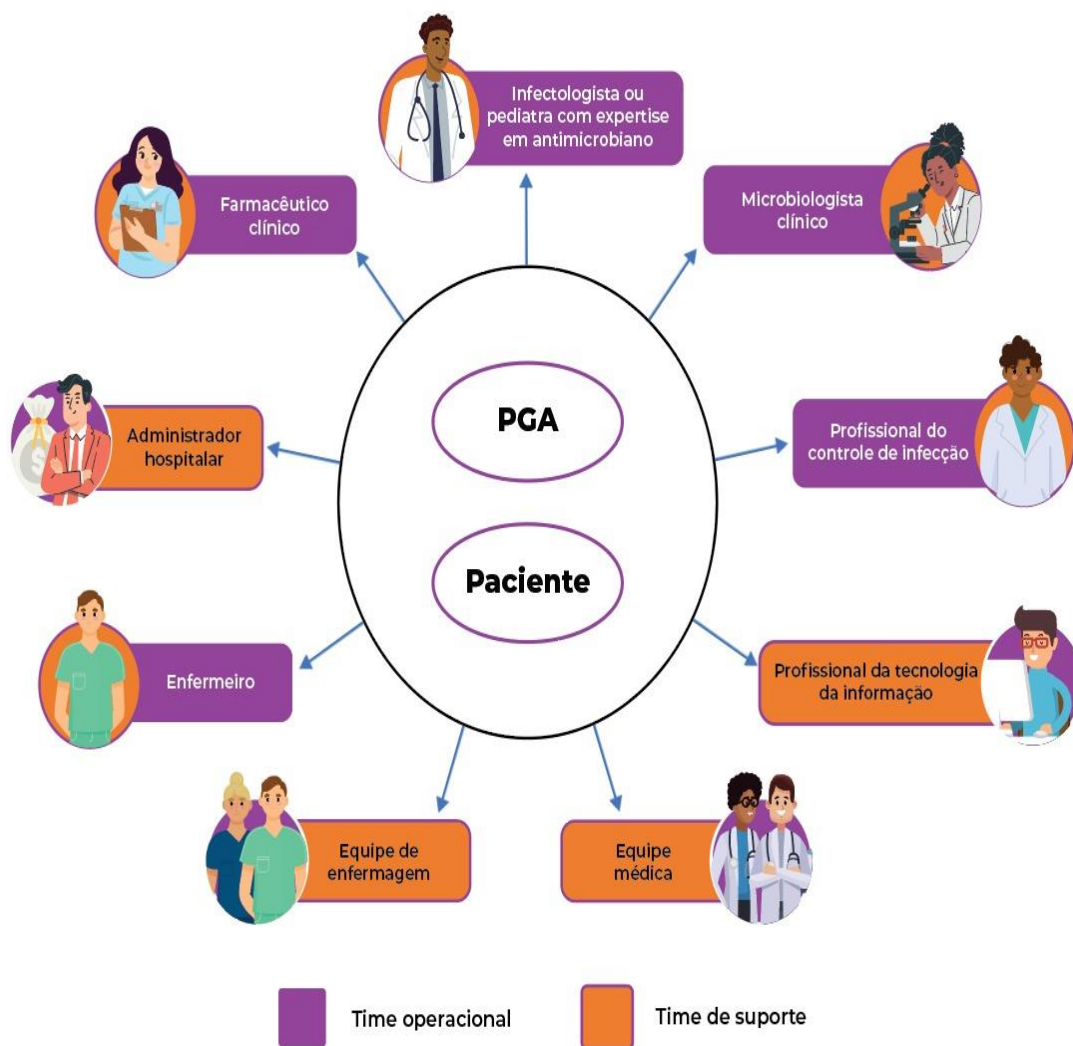 Infectologista ou
pediatra com expertise
em antimicrobiano
Farmacêutico
clínico
Microbiologista
clínico
PGA
Administrador
hospitalar
Profissional do
controle de infecção
Paciente
Enfermeiro
Profissional da tecnologia
da informação
Equipe de
enfermagem
Equipe
médica
Time operacional
Time de suporte